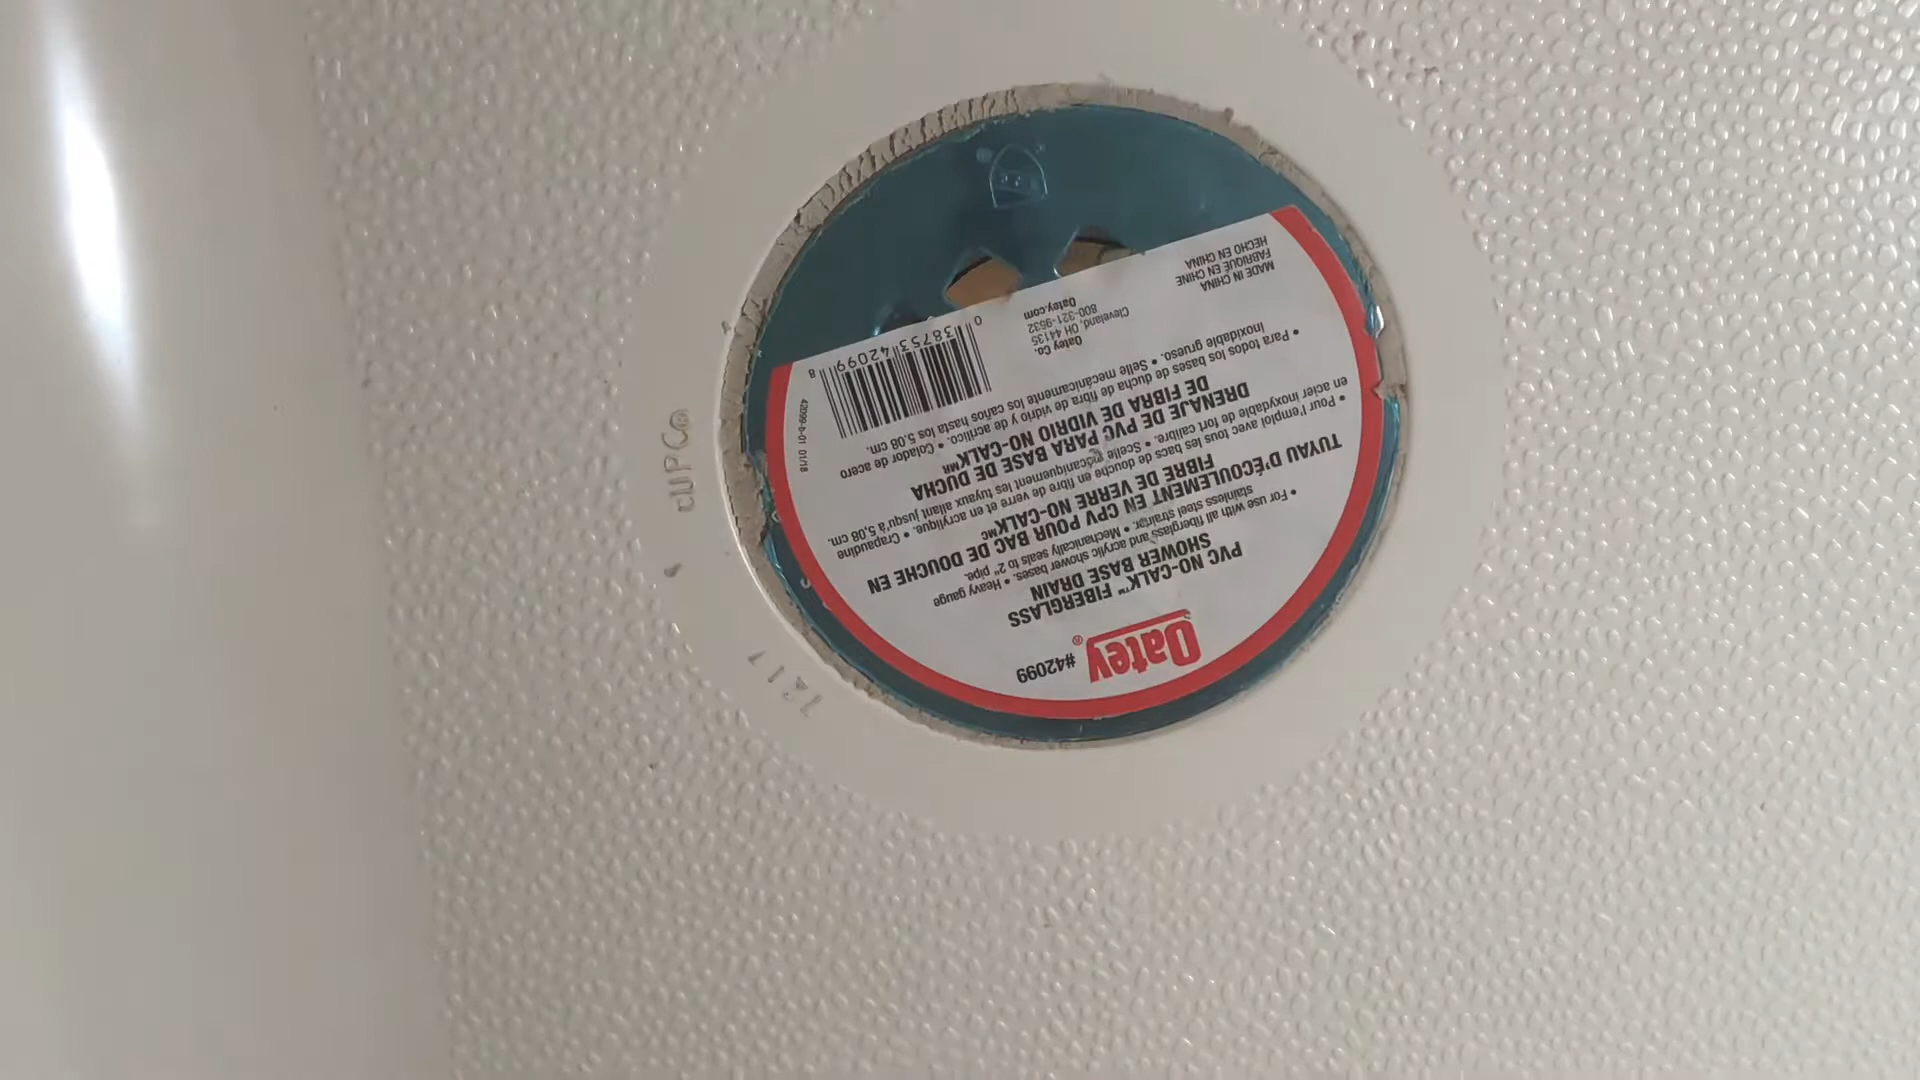 Oatey® #42099
PVC NO-CALK™ FIBERGLASS
SHOWER BASE DRAIN
• For use with all fiberglass and acrylic shower bases. • Heavy gauge
stainless steel strainer. • Mechanically seals to 2" pipe.
TUYAU D'ÉCOULEMENT EN CPV POUR BAC DE DOUCHE EN
FIBRE DE VERRE NO-CALKMC
• Pour l'emploi avec tous les bacs de douche en fibre de verre et en acrylique. • Crapaudine
en acier inoxydable de fort calibre. • Scelle mécaniquement les tuyaux allant jusqu'à 5,08 cm.
DRENAJE DE PVC PARA BASE DE DUCHA
DE FIBRA DE VIDRIO NO-CALKMR
• Para todos los bases de ducha de fibra de vidrio y de acrílico. • Colador de acero
inoxidable grueso. • Selle mecánicamente los caños hasta los 5.08 cm.
Oatey Co.
Cleveland, OH 44135
800-321-9532
Oatey.com
MADE IN CHINA
FABRIQUÉ EN CHINE
HECHO EN CHINA
0 38753 42099 8
42099-b-01 01/18
cUPC®